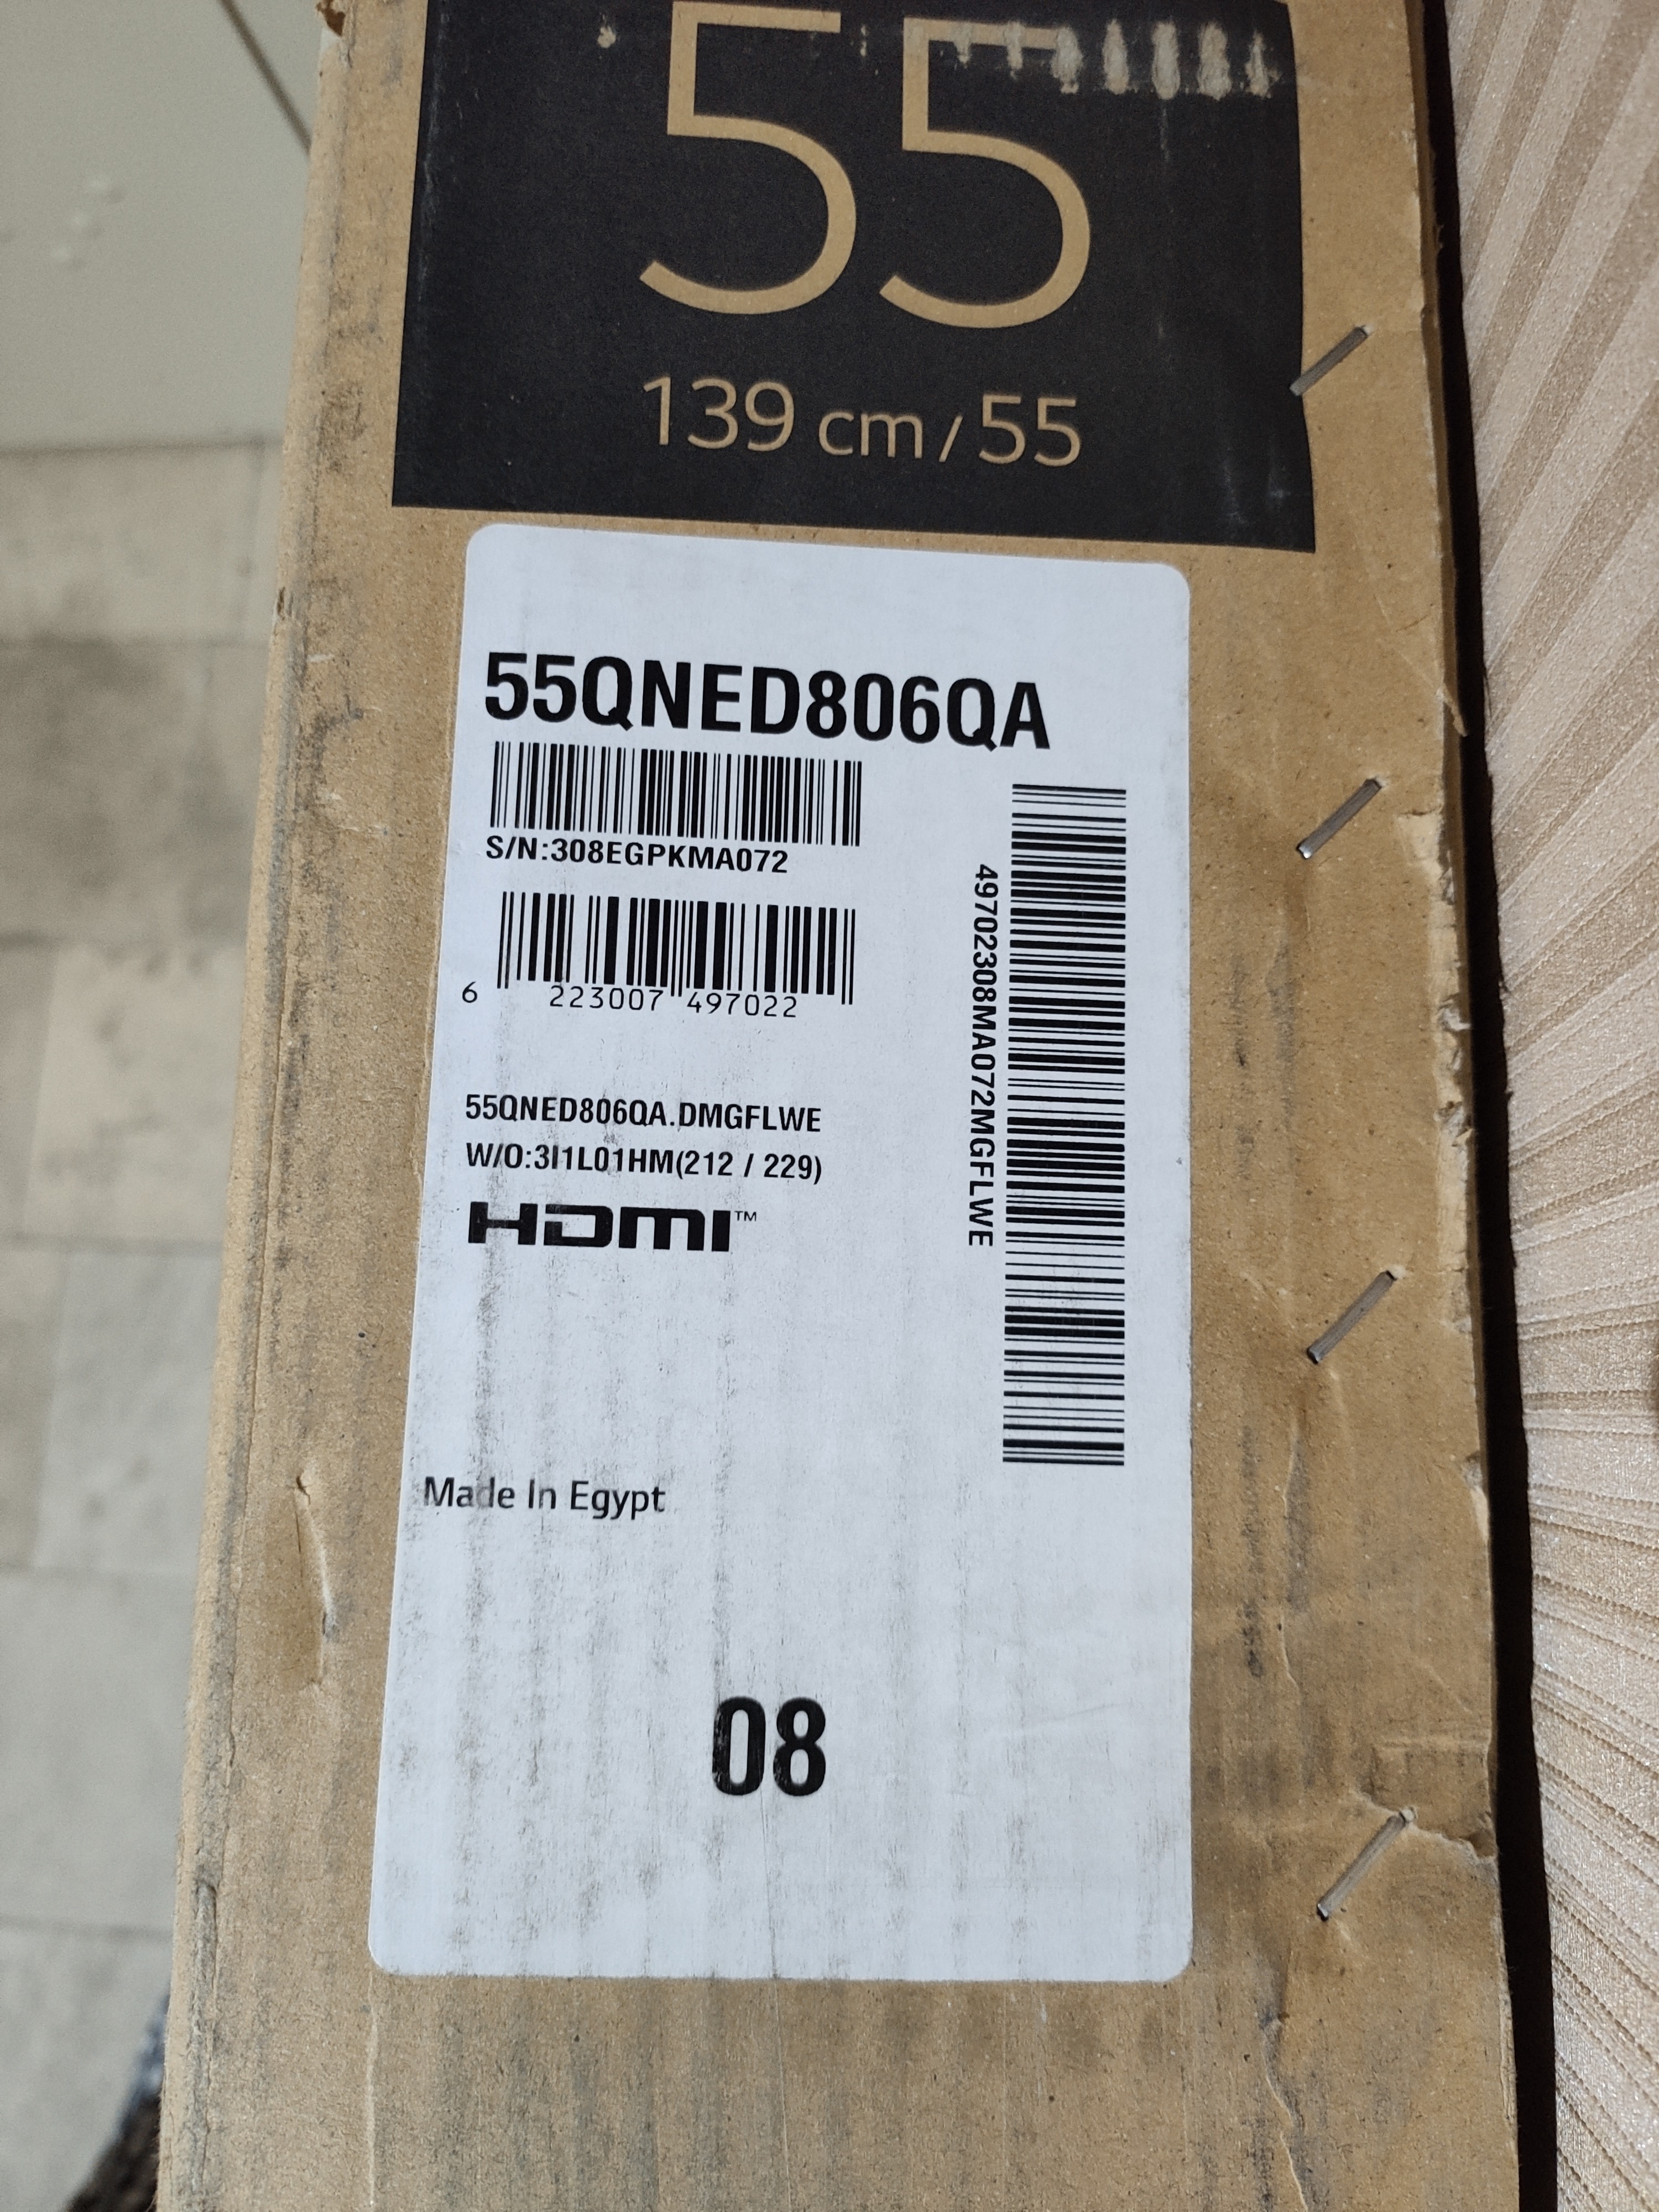 55
139 cm / 55
55QNED806QA
S/N:308EGPKMA072
6 223007 497022
49702308MA072MGFLWE
55QNED806QA.DMGFLWE
W/O:3I1L01HM(212 / 229)
HDMI™
Made In Egypt
08